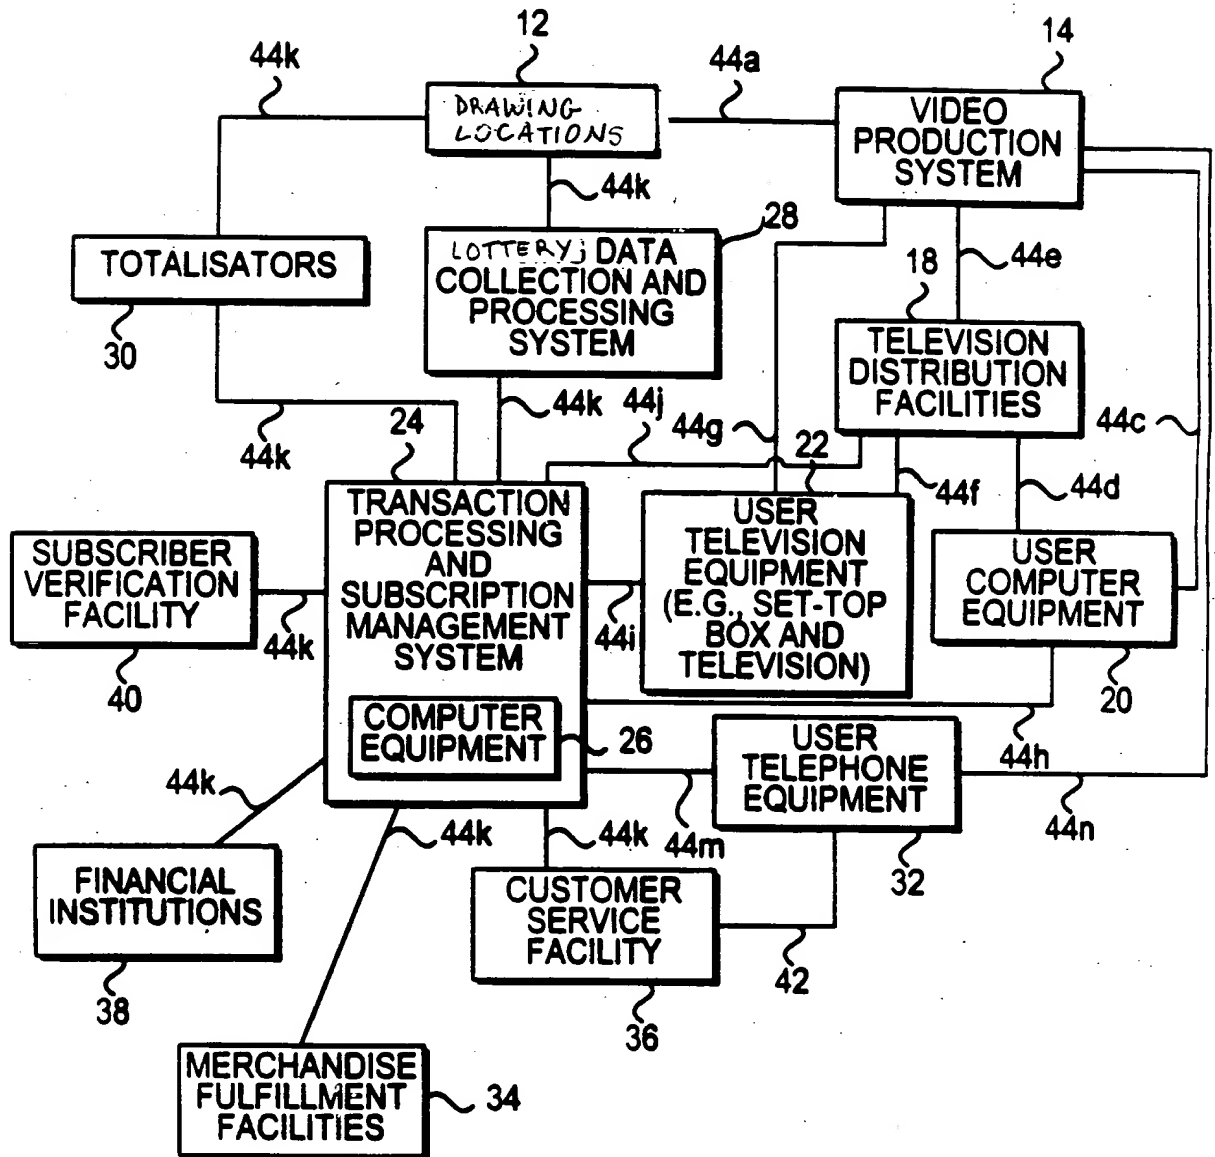 12
14
44k
44a
DRAWING
LOCATIONS
VIDEO
PRODUCTION
SYSTEM
44k
28
TOTALISATORS
LOTTERY; DATA
COLLECTION AND
PROCESSING
SYSTEM
18
44e
30
TELEVISION
DISTRIBUTION
FACILITIES
44k
24
44k
44j
44g
22
44f
44d
44c
TRANSACTION
PROCESSING
AND
SUBSCRIPTION
MANAGEMENT
SYSTEM
USER
TELEVISION
EQUIPMENT
(E.G., SET-TOP
BOX AND
TELEVISION)
USER
COMPUTER
EQUIPMENT
SUBSCRIBER
VERIFICATION
FACILITY
44k
44i
40
20
COMPUTER
EQUIPMENT
26
USER
TELEPHONE
EQUIPMENT
44h
44k
44k
44k
44m
44n
32
FINANCIAL
INSTITUTIONS
CUSTOMER
SERVICE
FACILITY
38
42
36
MERCHANDISE
FULFILLMENT
FACILITIES
34